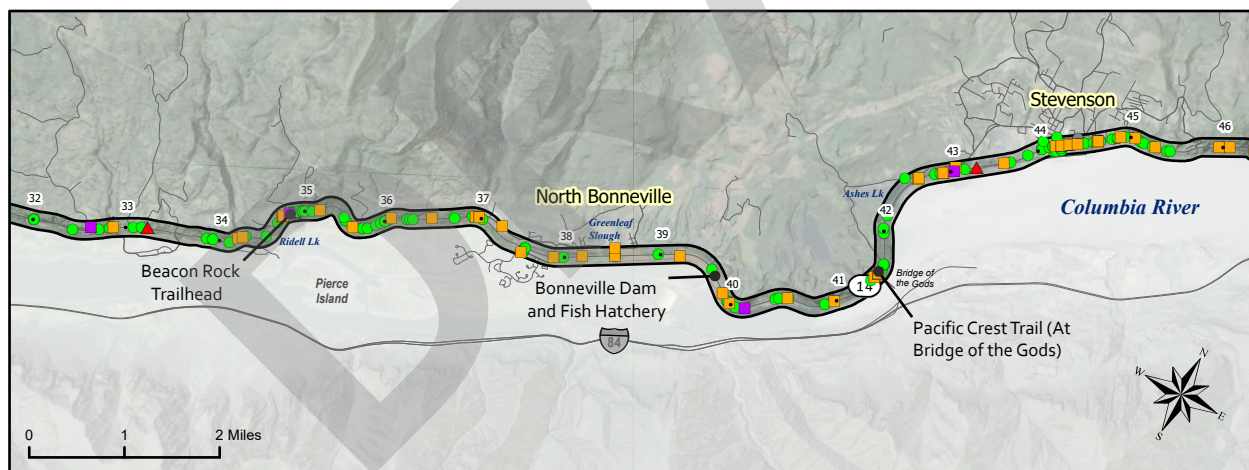 Stevenson
44
45
46
43
North Bonneville
Ashes Lk
Columbia River
32
33
34
35
36
37
Greenleaf
Slough
38
39
42
Ridell Lk
Beacon Rock
Trailhead
Pierce
Island
Bonneville Dam
and Fish Hatchery
40
41
14
Bridge of
the Gods
Pacific Crest Trail (At
Bridge of the Gods)
84
N
W
E
S
0 1 2 Miles